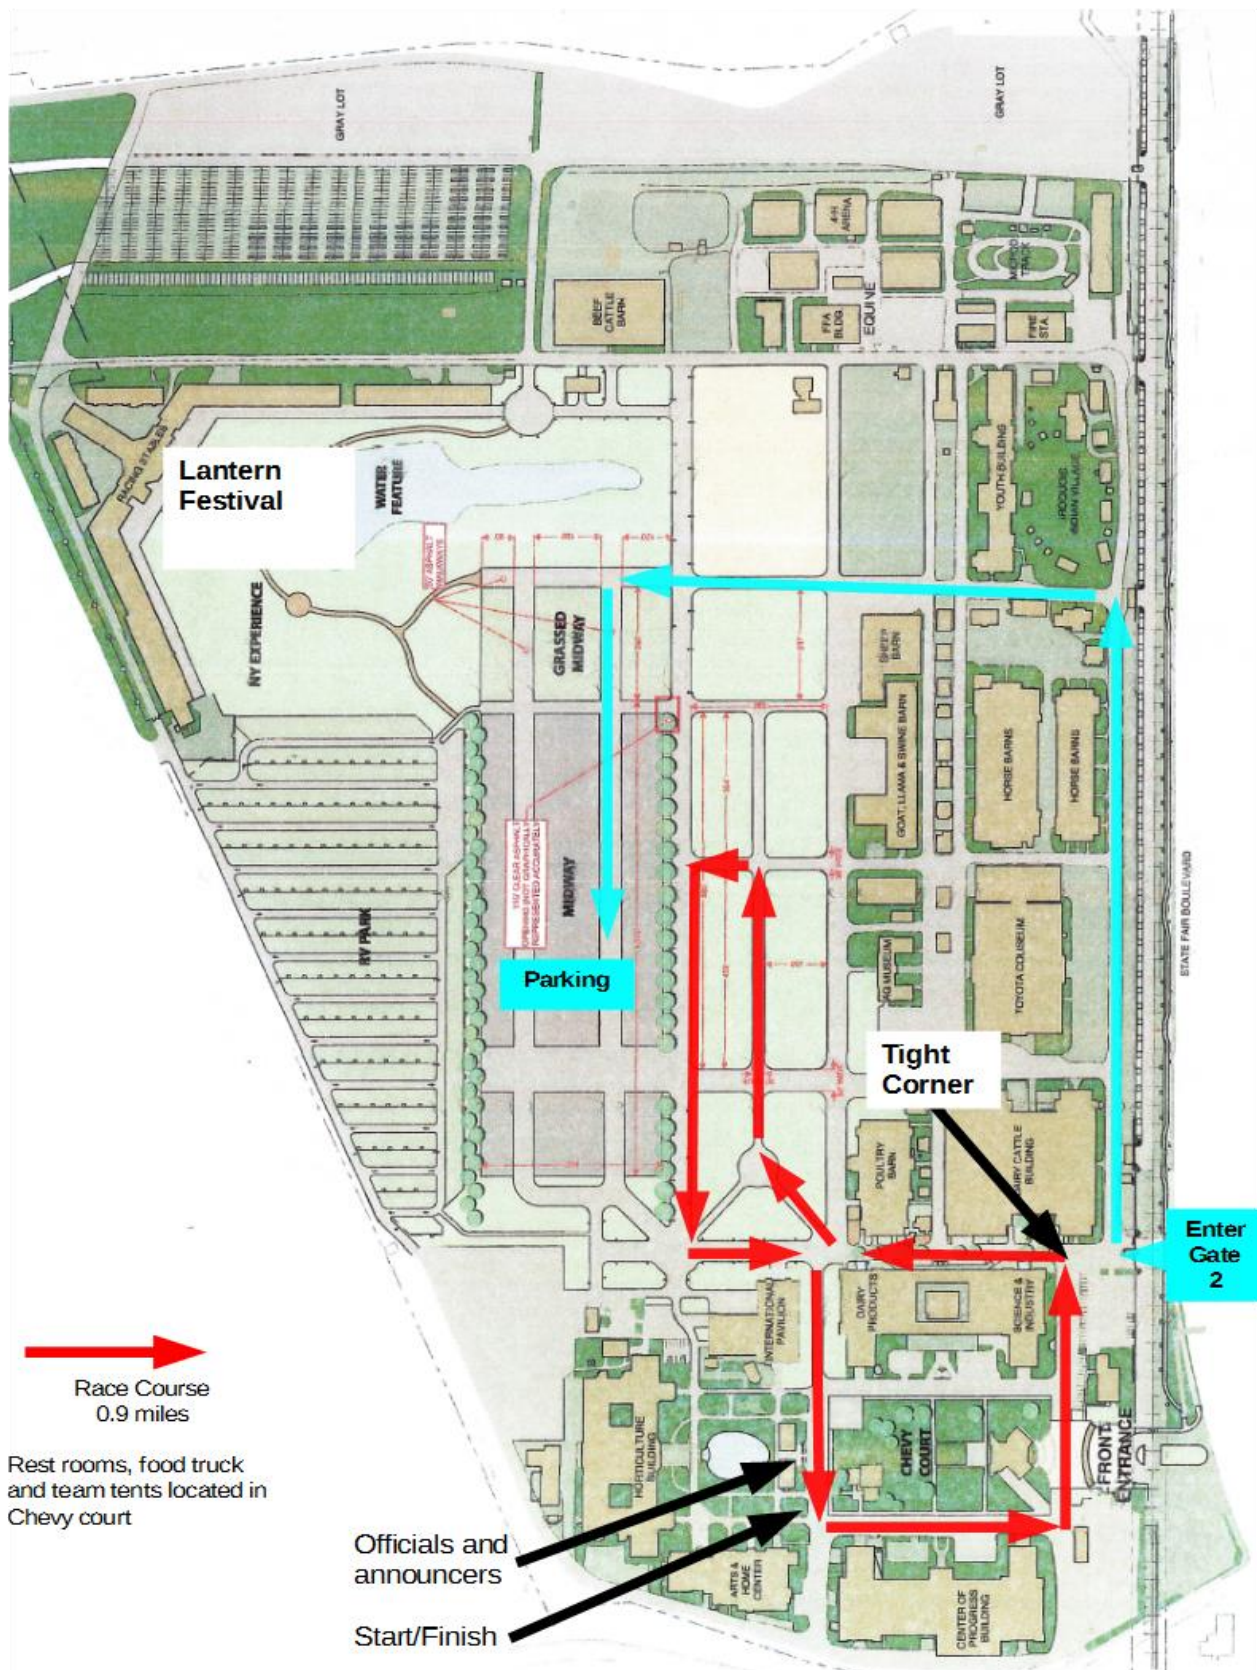 GRAY LOT
GRAY LOT
4-H
ARENA
TRACK
BEEF
CATTLE
BARN
FFA
BLDG.
EQUINE
FIRE
STA.
RACING STABLES
Lantern
Festival
WATER
FEATURE
YOUTH BUILDING
IROQUOIS
INDIAN VILLAGE
NY EXPERIENCE
GRASSED
MIDWAY
SHEEP
BARN
GOAT, LLAMA & SWINE BARN
HORSE BARNS
HORSE BARNS
MIDWAY
RV PARK
Parking
AG MUSEUM
TOYOTA COLISEUM
STATE FAIR BOULEVARD
Tight
Corner
POULTRY
BARN
DAIRY CATTLE
BUILDING
Enter
Gate
2
INTERNATIONAL
PAVILION
DAIRY
PRODUCTS
SCIENCE &
INDUSTRY
Race Course
0.9 miles
HORTICULTURE
BUILDING
CHEVY
COURT
FRONT
ENTRANCE
Rest rooms, food truck
and team tents located in
Chevy court
Officials and
announcers
ARTS &
HOME
CENTER
CENTER OF
PROGRESS
BUILDING
Start/Finish